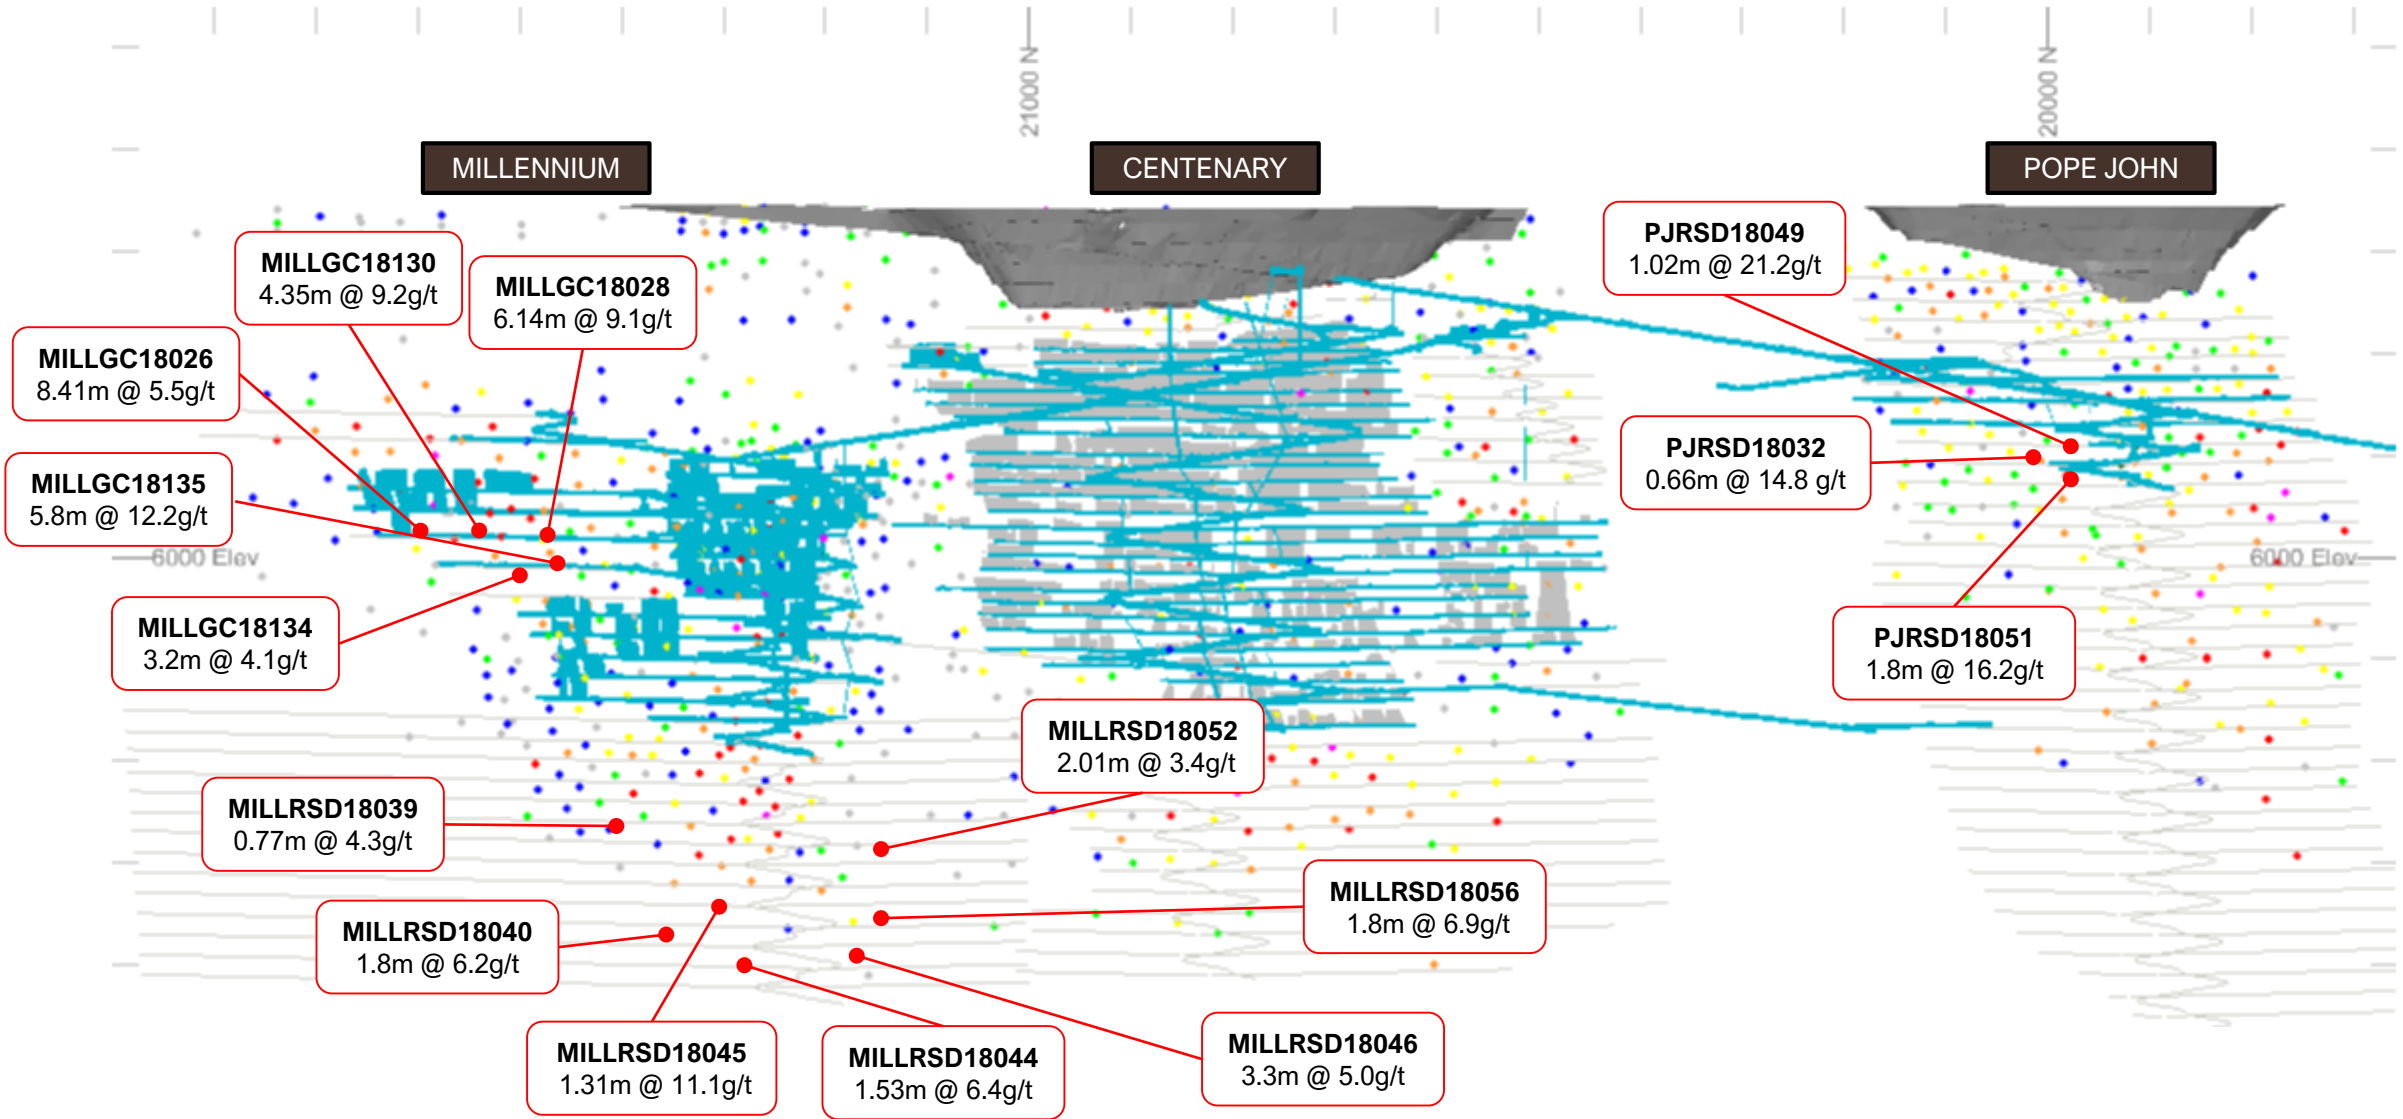 21000 N
20000 N
MILLENNIUM
CENTENARY
POPE JOHN
PJRSD18049
1.02m @ 21.2g/t
MILLGC18130
4.35m @ 9.2g/t
MILLGC18028
6.14m @ 9.1g/t
MILLGC18026
8.41m @ 5.5g/t
PJRSD18032
0.66m @ 14.8 g/t
MILLGC18135
5.8m @ 12.2g/t
6000 Elev
6000 Elev
MILLGC18134
3.2m @ 4.1g/t
PJRSD18051
1.8m @ 16.2g/t
MILLRSD18052
2.01m @ 3.4g/t
MILLRSD18039
0.77m @ 4.3g/t
MILLRSD18056
1.8m @ 6.9g/t
MILLRSD18040
1.8m @ 6.2g/t
MILLRSD18045
1.31m @ 11.1g/t
MILLRSD18044
1.53m @ 6.4g/t
MILLRSD18046
3.3m @ 5.0g/t